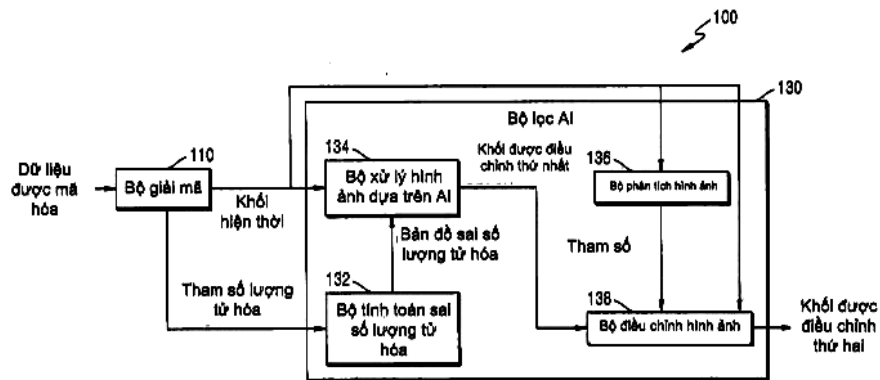 100
130
Bộ lọc AI
110
134
Khối được điều
chỉnh thứ nhất
136
Dữ liệu
được mã
hóa
Bộ giải mã
Bộ xử lý hình
ảnh dựa trên AI
Bộ phân tích hình ảnh
Khối
hiện thời
Bản đồ sai số
lượng tử hóa
Tham số
Tham số lượng
tử hóa
132
Bộ tính toán sai
số lượng tử
hóa
138
Bộ điều chỉnh hình ảnh
Khối được
điều chỉnh
thứ hai